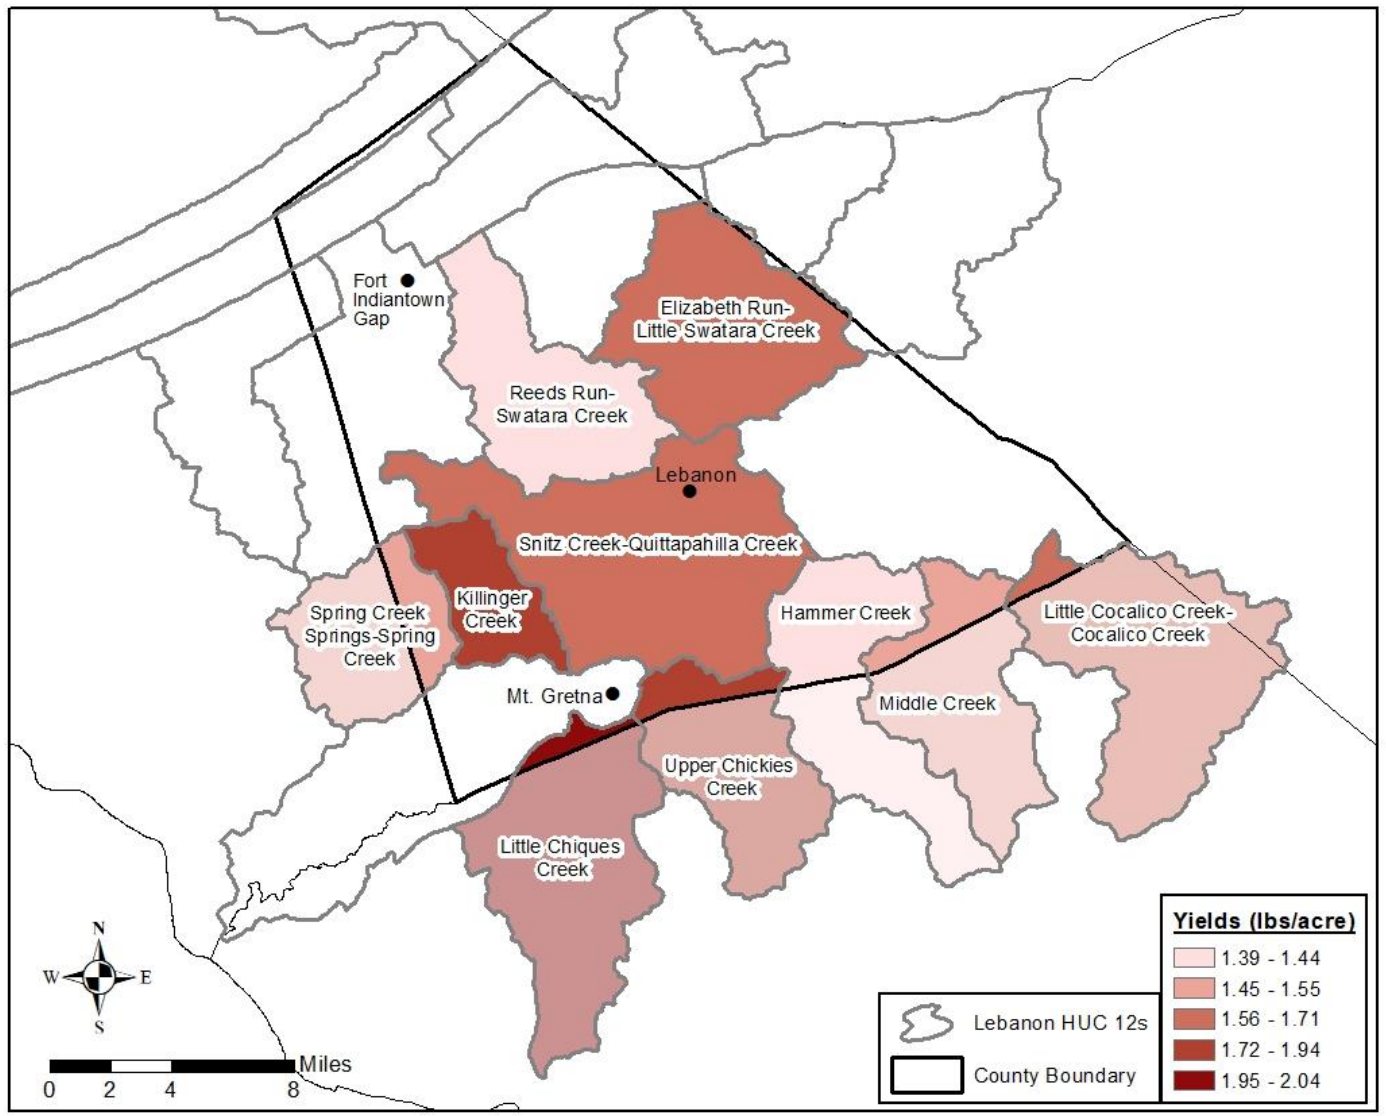 Fort
Indiantown
Gap
Elizabeth Run-
Little Swatara Creek
Reeds Run-
Swatara Creek
Lebanon
Snitz Creek-Quittapahilla Creek
Killinger
Creek
Spring Creek
Springs-Spring
Creek
Hammer Creek
Little Cocalico Creek-
Cocalico Creek
Mt. Gretna
Middle Creek
Upper Chickies
Creek
Little Chiques
Creek
N
W
E
S
Miles
0 2 4 8
Lebanon HUC 12s
County Boundary
Yields (lbs/acre)
1.39 - 1.44
1.45 - 1.55
1.56 - 1.71
1.72 - 1.94
1.95 - 2.04